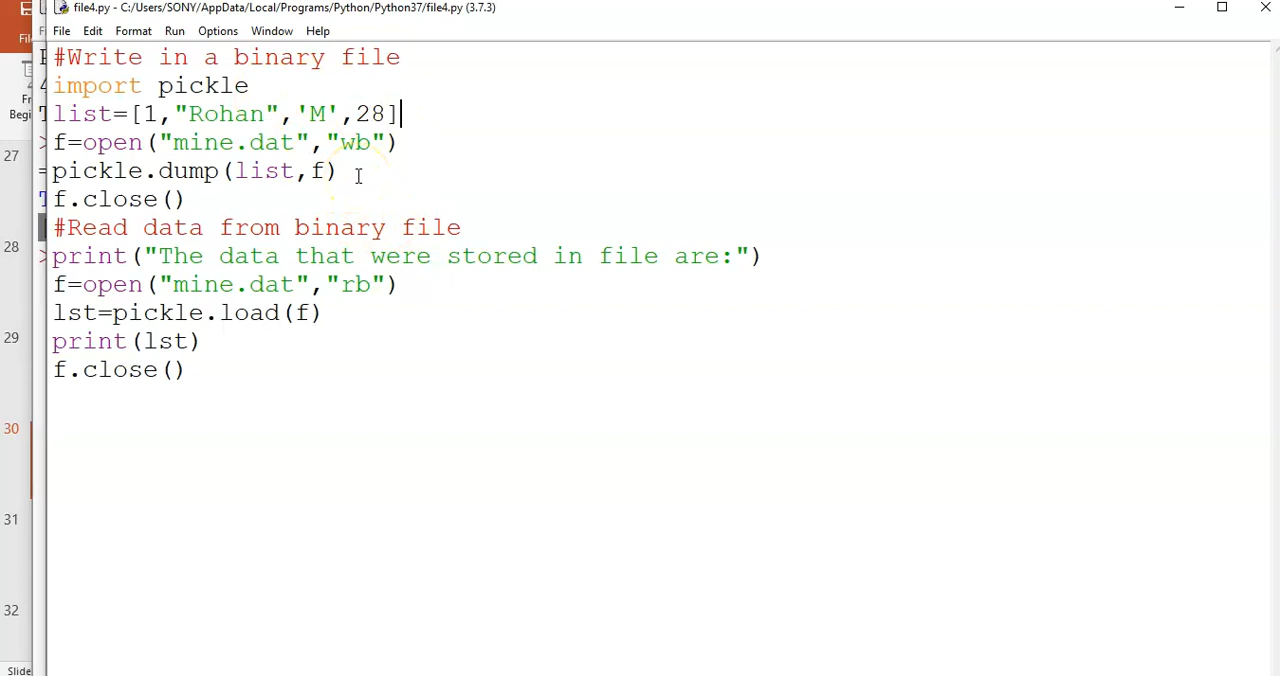 file4.py - C:/Users/SONY/AppData/Local/Programs/Python/Python37/file4.py (3.7.3)
File Edit Format Run Options Window Help
#Write in a binary file
import pickle
list=[1,"Rohan",'M',28]
f=open("mine.dat","wb")
pickle.dump(list,f)
f.close()
#Read data from binary file
print("The data that were stored in file are:")
f=open("mine.dat","rb")
lst=pickle.load(f)
print(lst)
f.close()
27
28
29
30
31
32
Slide